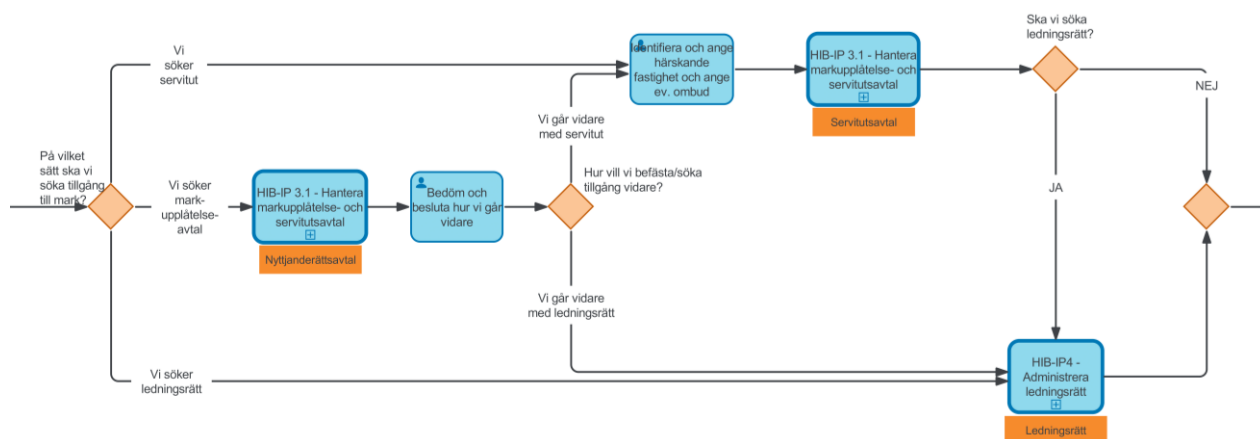 Ska vi söka
ledningsrätt?
Vi
söker
servitut
Identifiera och ange
härskande
fastighet och ange
ev. ombud
HIB-IP 3.1 - Hantera
markupplåtelse- och
servitutsavtal
Servitutsavtal
NEJ
Vi går vidare
med servitut
På vilket
sätt ska vi
söka tillgång
till mark?
Vi söker
mark-
upplåtelse-
avtal
HIB-IP 3.1 - Hantera
markupplåtelse- och
servitutsavtal
Nyttjanderättsavtal
Bedöm och
besluta hur vi går
vidare
Hur vill vi befästa/söka
tillgång vidare?
JA
Vi går vidare
med ledningsrätt
Vi söker
ledningsrätt
HIB-IP4 -
Administrera
ledningsrätt
Ledningsrätt